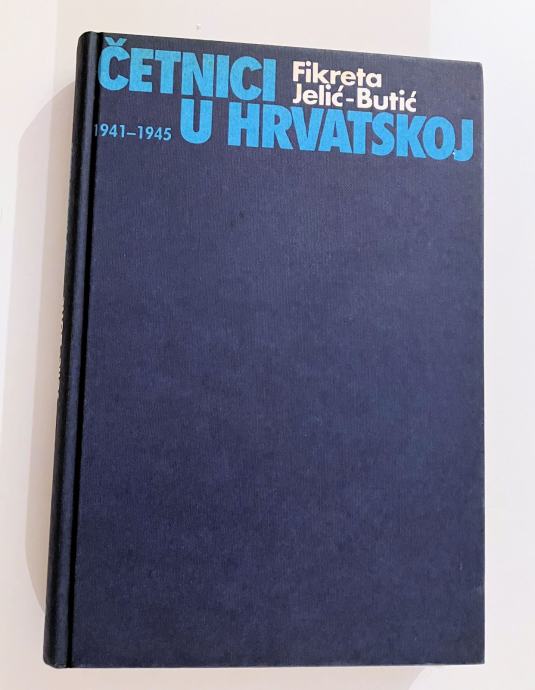 ČETNICI
Fikreta
Jelić-Butić
1941–1945
U HRVATSKOJ